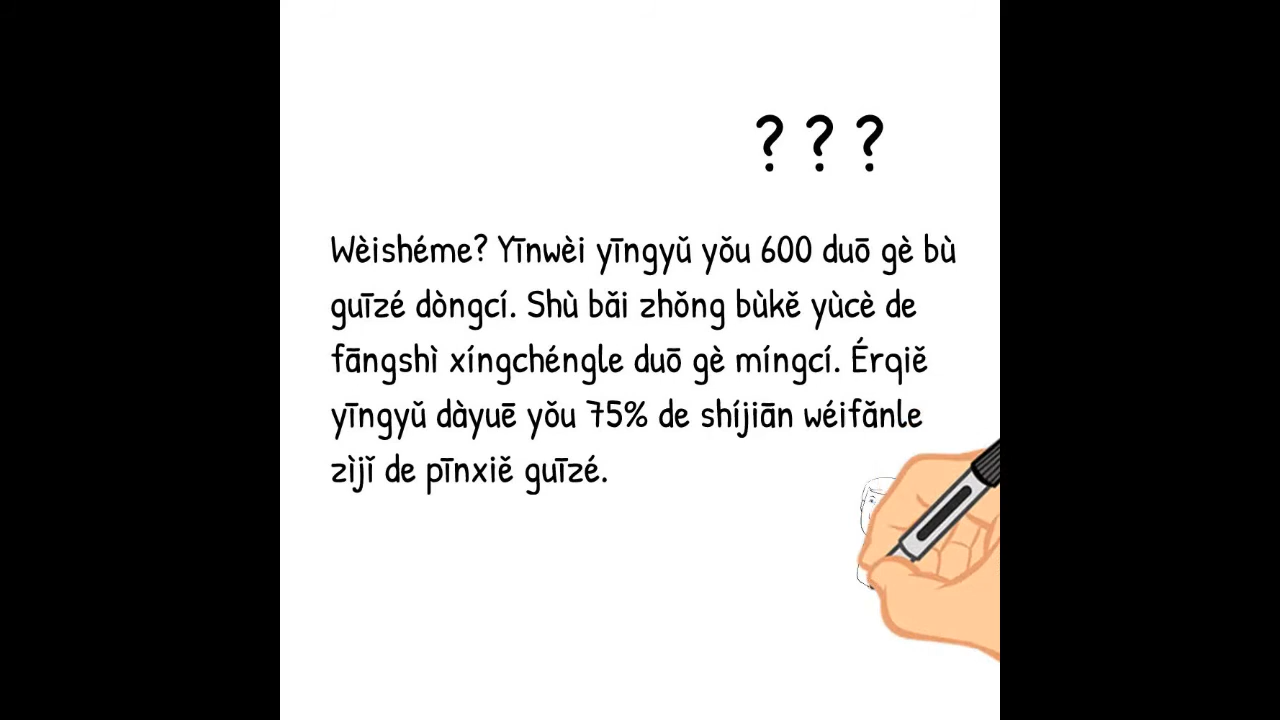 ? ? ?
Wèishéme? Yīnwèi yīngyǔ yǒu 600 duō gè bù
guīzé dòngcí. Shù bǎi zhǒng bùkě yùcè de
fāngshì xíngchéngle duō gè míngcí. Érqiě
yīngyǔ dàyuē yǒu 75% de shíjiān wéifǎnle
zìjǐ de pīnxiě guīzé.